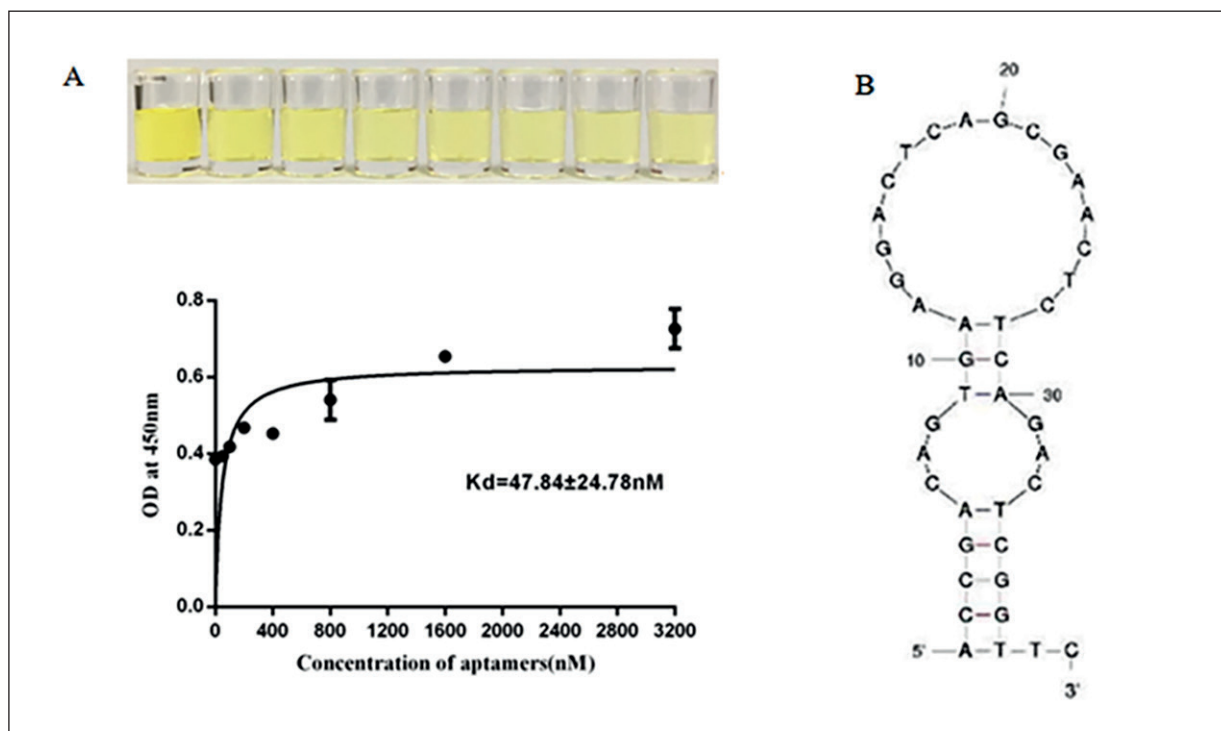 A
0.8
0.6
0.4
0.2
0.0
OD at 450nm
Kd=47.84±24.78nM
0 400 800 1200 1600 2000 2400 2800 3200
Concentration of aptamers(nM)
B
20
10
30
5'
A C C G A C A G T G A A G G A C T C A G C G A A C T C T C A G A C T C G G T T C
3'